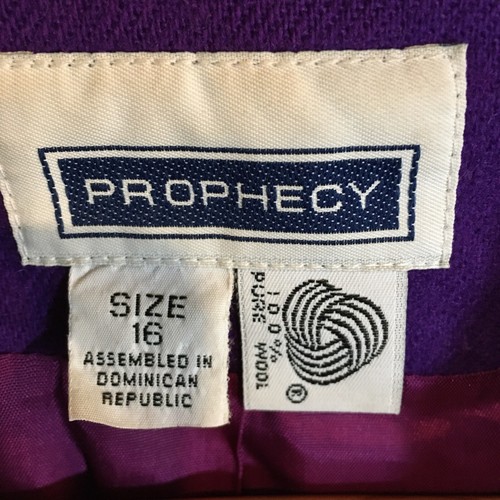 PROPHECY
SIZE
16
ASSEMBLED IN
DOMINICAN
REPUBLIC
100%
PURE WOOL
®